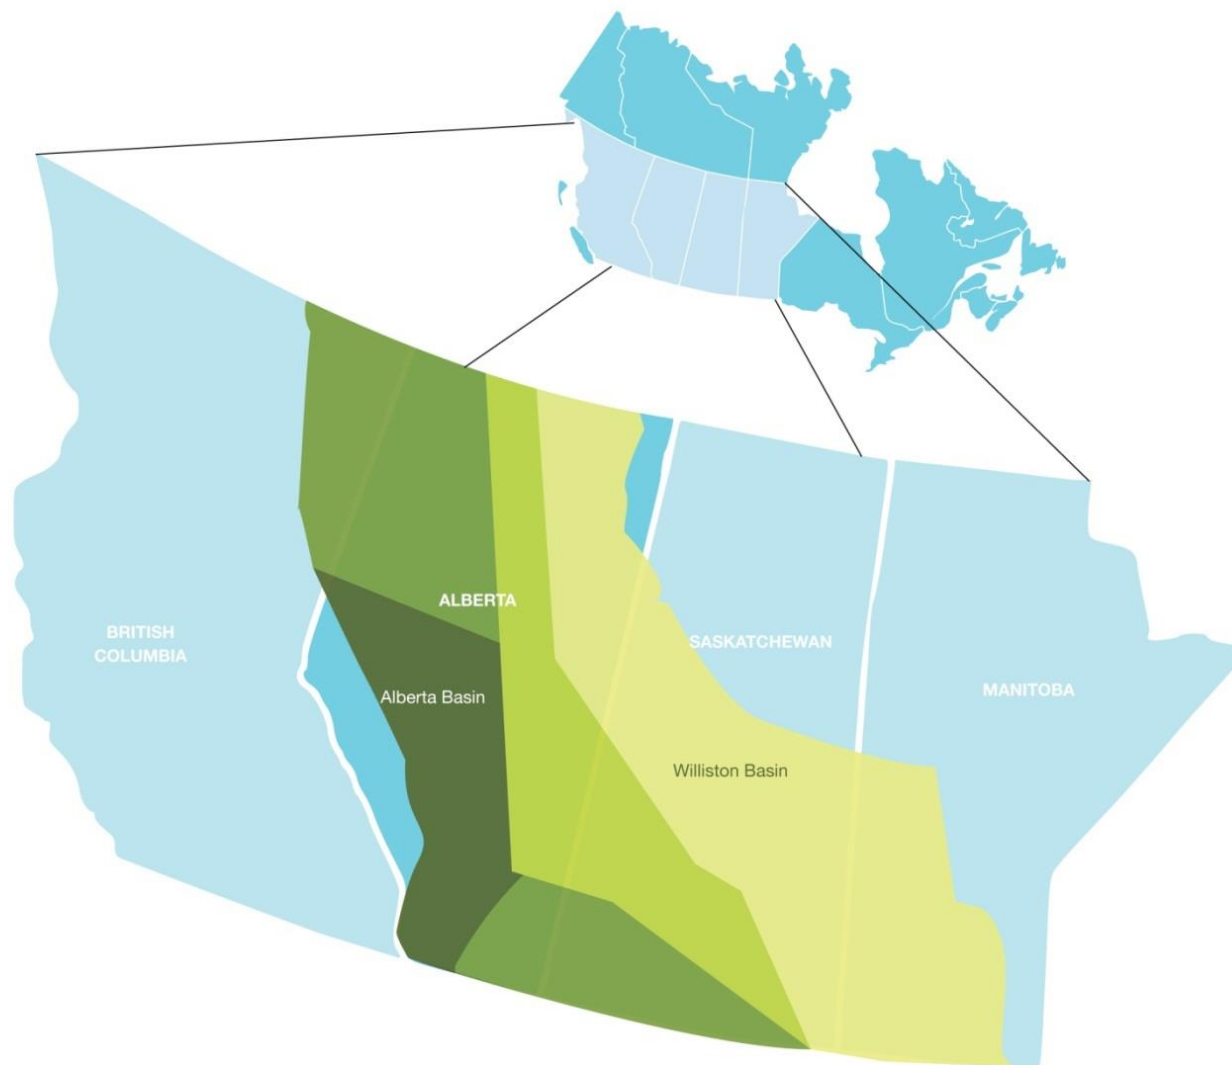 ALBERTA
BRITISH
COLUMBIA
SASKATCHEWAN
MANITOBA
Alberta Basin
Williston Basin